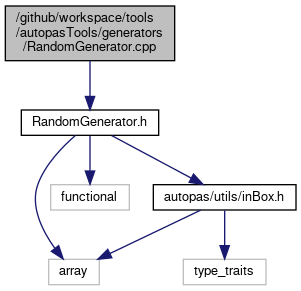 /github/workspace/tools
/autopasTools/generators
/RandomGenerator.cpp
RandomGenerator.h
functional
autopas/utils/inBox.h
array
type_traits